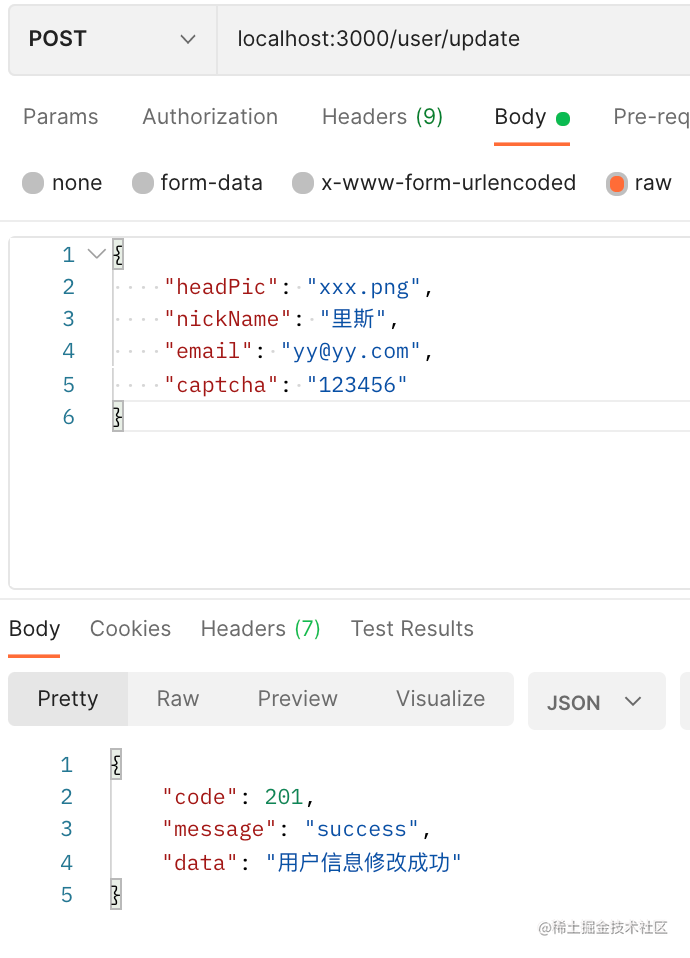 POST localhost:3000/user/update
Params Authorization Headers (9) Body Pre-req
none form-data x-www-form-urlencoded raw
1 {
2 "headPic": "xxx.png",
3 "nickName": "里斯",
4 "email": "yy@yy.com",
5 "captcha": "123456"
6 }
Body Cookies Headers (7) Test Results
Pretty Raw Preview Visualize JSON
1 {
2 "code": 201,
3 "message": "success",
4 "data": "用户信息修改成功"
5 }
@稀土掘金技术社区